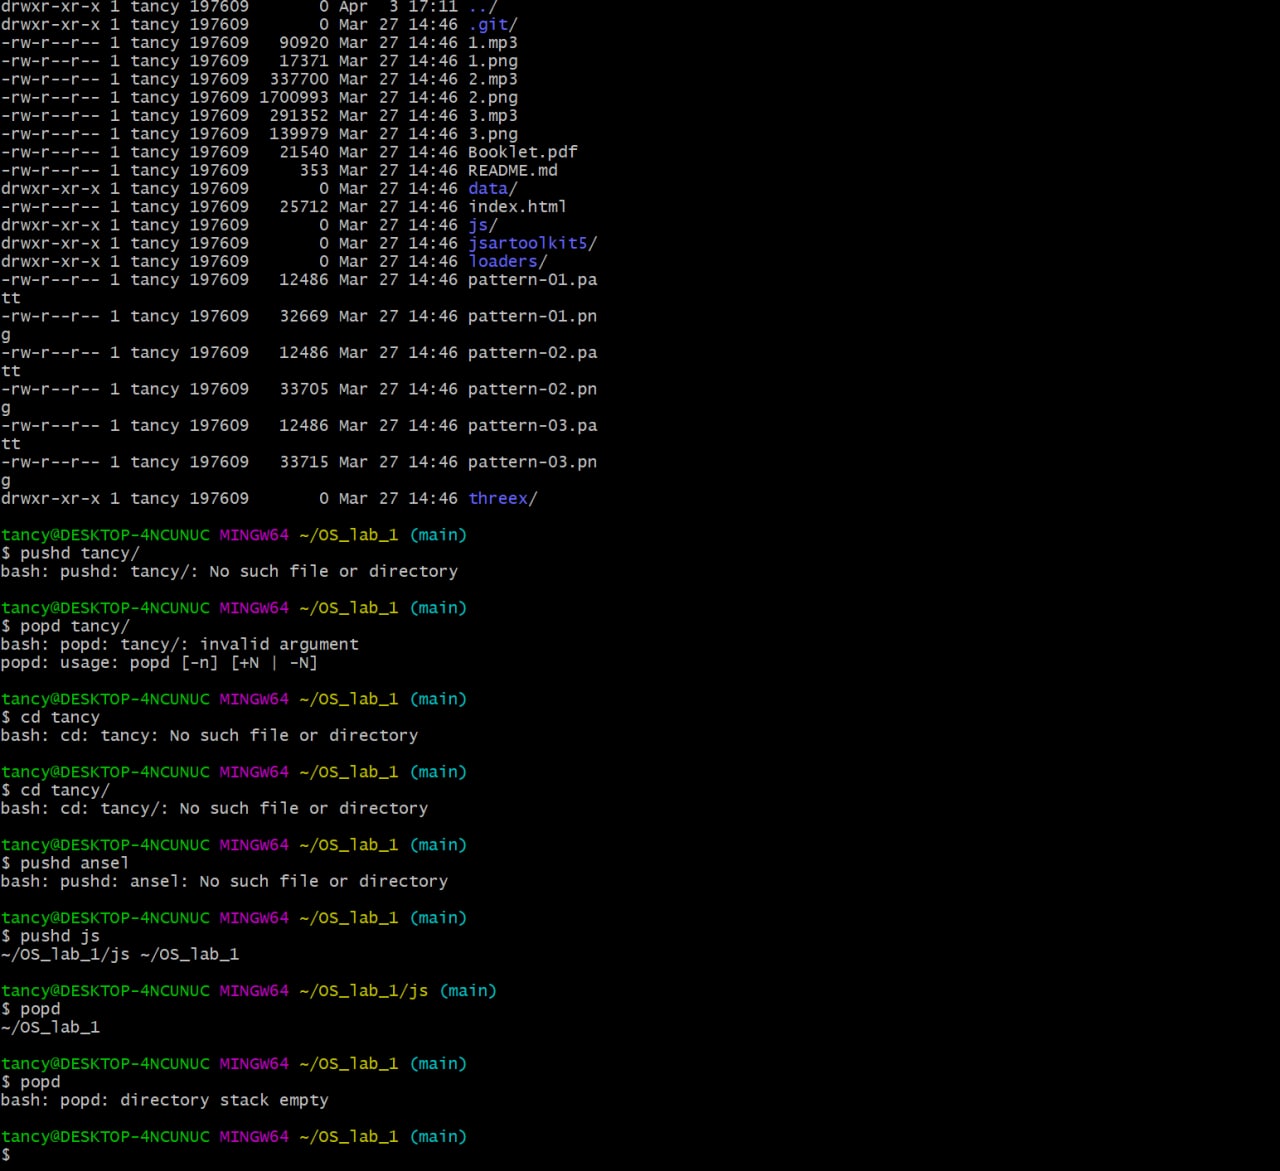 drwxr-xr-x 1 tancy 197609       0 Apr  3 17:11 ../
drwxr-xr-x 1 tancy 197609       0 Mar 27 14:46 .git/
-rw-r--r-- 1 tancy 197609   90920 Mar 27 14:46 1.mp3
-rw-r--r-- 1 tancy 197609   17371 Mar 27 14:46 1.png
-rw-r--r-- 1 tancy 197609  337700 Mar 27 14:46 2.mp3
-rw-r--r-- 1 tancy 197609 1700993 Mar 27 14:46 2.png
-rw-r--r-- 1 tancy 197609  291352 Mar 27 14:46 3.mp3
-rw-r--r-- 1 tancy 197609  139979 Mar 27 14:46 3.png
-rw-r--r-- 1 tancy 197609   21540 Mar 27 14:46 Booklet.pdf
-rw-r--r-- 1 tancy 197609     353 Mar 27 14:46 README.md
drwxr-xr-x 1 tancy 197609       0 Mar 27 14:46 data/
-rw-r--r-- 1 tancy 197609   25712 Mar 27 14:46 index.html
drwxr-xr-x 1 tancy 197609       0 Mar 27 14:46 js/
drwxr-xr-x 1 tancy 197609       0 Mar 27 14:46 jsartoolkit5/
drwxr-xr-x 1 tancy 197609       0 Mar 27 14:46 loaders/
-rw-r--r-- 1 tancy 197609   12486 Mar 27 14:46 pattern-01.pa
tt
-rw-r--r-- 1 tancy 197609   32669 Mar 27 14:46 pattern-01.pn
g
-rw-r--r-- 1 tancy 197609   12486 Mar 27 14:46 pattern-02.pa
tt
-rw-r--r-- 1 tancy 197609   33705 Mar 27 14:46 pattern-02.pn
g
-rw-r--r-- 1 tancy 197609   12486 Mar 27 14:46 pattern-03.pa
tt
-rw-r--r-- 1 tancy 197609   33715 Mar 27 14:46 pattern-03.pn
g
drwxr-xr-x 1 tancy 197609       0 Mar 27 14:46 threex/
tancy@DESKTOP-4NCUNUC MINGW64 ~/OS_lab_1 (main)
$ pushd tancy/
bash: pushd: tancy/: No such file or directory
tancy@DESKTOP-4NCUNUC MINGW64 ~/OS_lab_1 (main)
$ popd tancy/
bash: popd: tancy/: invalid argument
popd: usage: popd [-n] [+N | -N]
tancy@DESKTOP-4NCUNUC MINGW64 ~/OS_lab_1 (main)
$ cd tancy
bash: cd: tancy: No such file or directory
tancy@DESKTOP-4NCUNUC MINGW64 ~/OS_lab_1 (main)
$ cd tancy/
bash: cd: tancy/: No such file or directory
tancy@DESKTOP-4NCUNUC MINGW64 ~/OS_lab_1 (main)
$ pushd ansel
bash: pushd: ansel: No such file or directory
tancy@DESKTOP-4NCUNUC MINGW64 ~/OS_lab_1 (main)
$ pushd js
~/OS_lab_1/js ~/OS_lab_1
tancy@DESKTOP-4NCUNUC MINGW64 ~/OS_lab_1/js (main)
$ popd
~/OS_lab_1
tancy@DESKTOP-4NCUNUC MINGW64 ~/OS_lab_1 (main)
$ popd
bash: popd: directory stack empty
tancy@DESKTOP-4NCUNUC MINGW64 ~/OS_lab_1 (main)
$